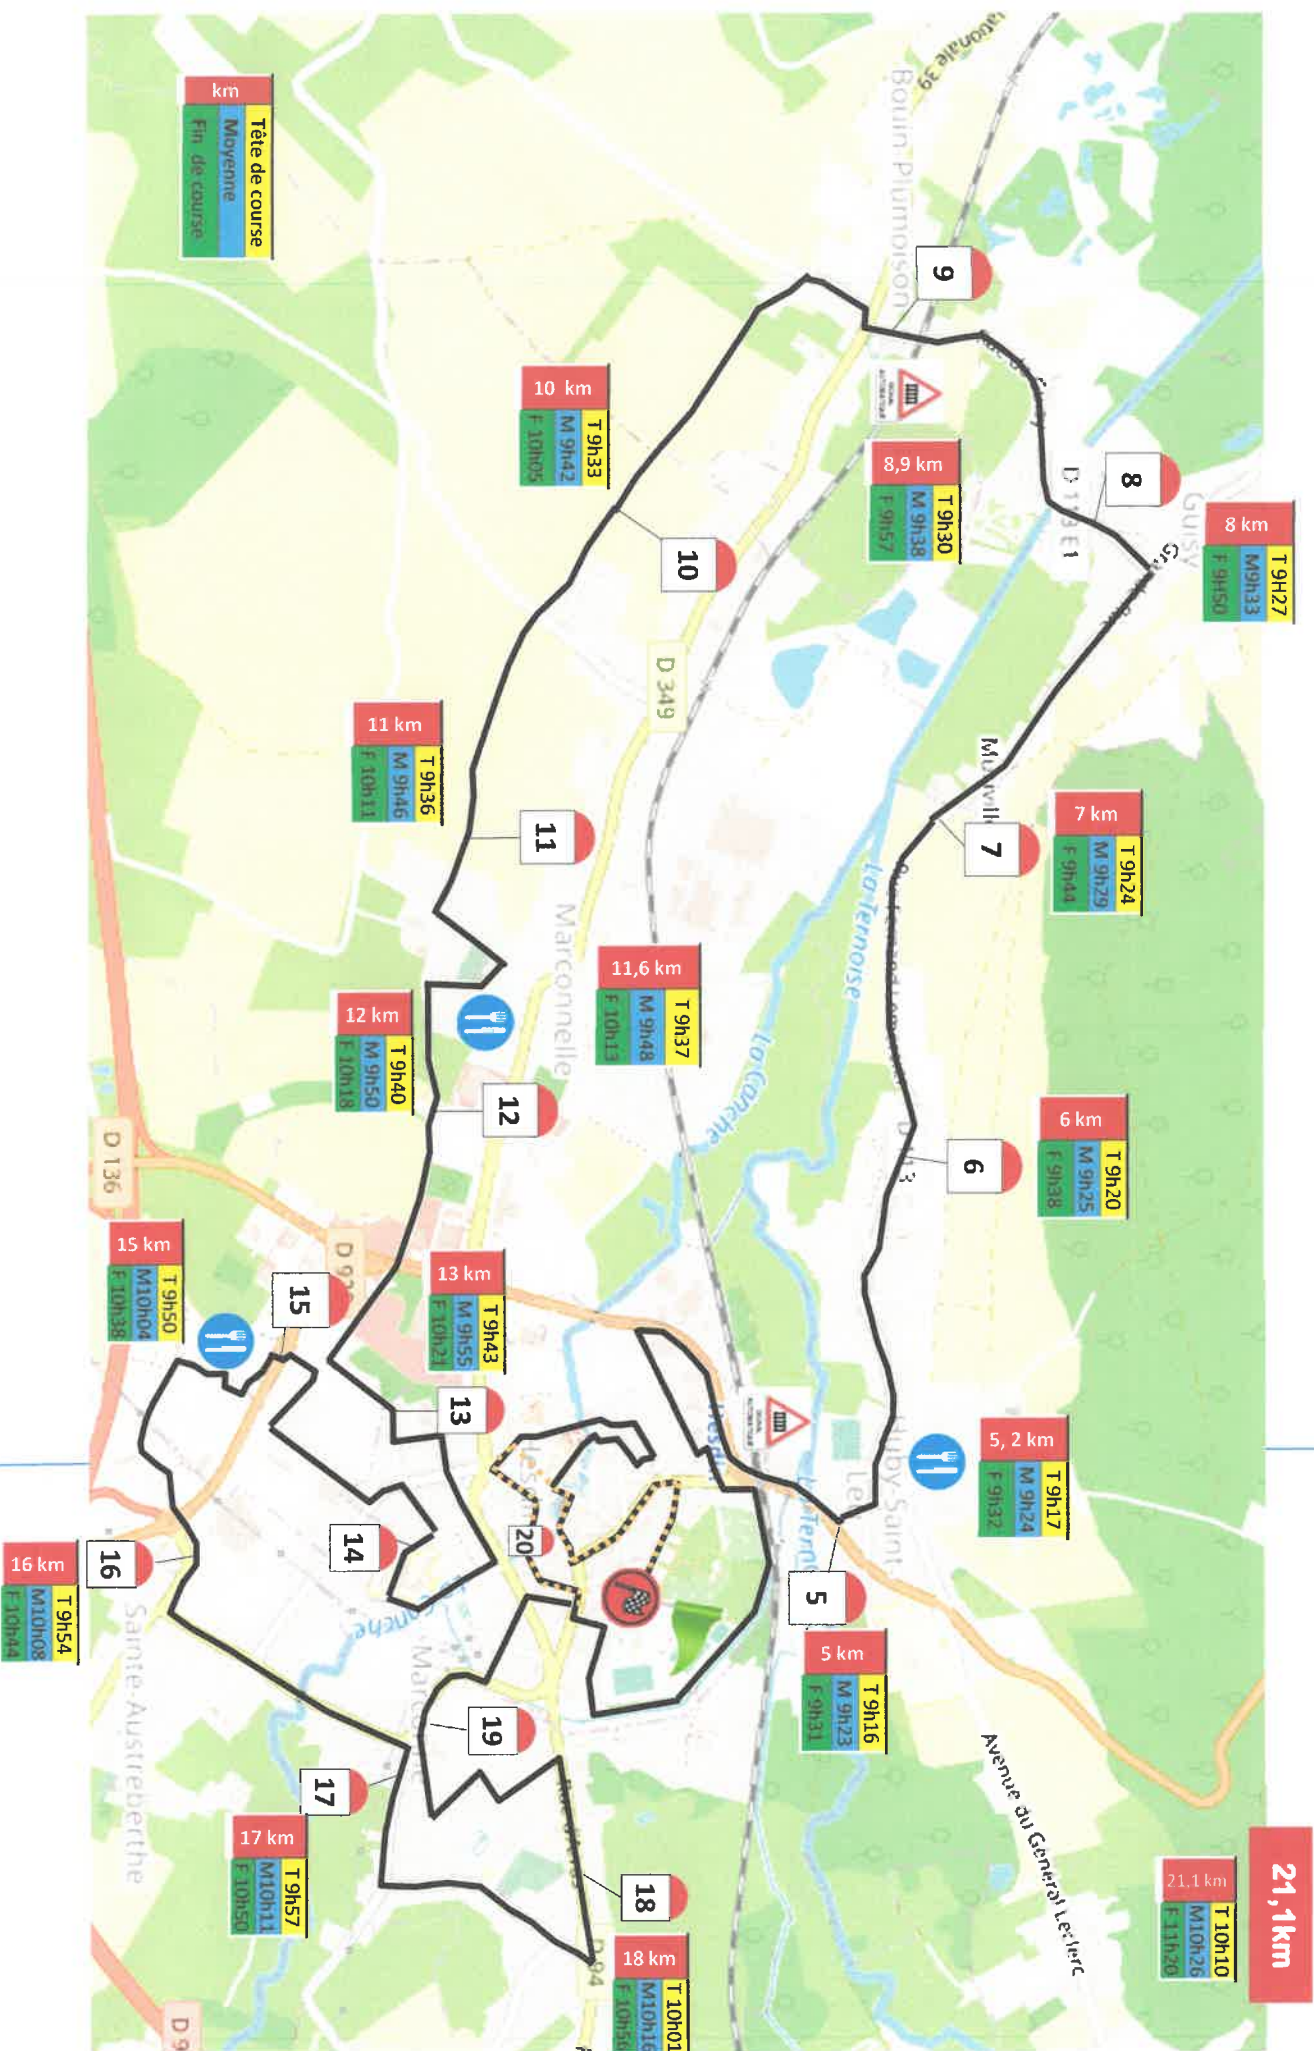 21,1km
21,1 km
T 10h10
M10h26
F 11h20
km
Tête de course
Moyenne
Fin de course
8 km
T 9H27
M9h33
F 9H50
7 km
T 9h24
M 9h29
F 9h44
6 km
T 9h20
M 9h25
F 9h38
5, 2 km
T 9h17
M 9h24
F 9h32
5 km
T 9h16
M 9h23
F 9h31
8,9 km
T 9h30
M 9h38
F 9h57
10 km
T 9h33
M 9h42
F 10h05
11 km
T 9h36
M 9h46
F 10h11
11,6 km
T 9h37
M 9h48
F 10h13
12 km
T 9h40
M 9h50
F 10h18
13 km
T 9h43
M 9h55
F 10h21
15 km
T 9h50
M10h04
F 10h38
16 km
T 9h54
M10h08
F 10h44
17 km
T 9h57
M10h11
F 10h50
18 km
T 10h01
M10h16
F 10h56
5
6
7
8
9
10
11
12
13
14
15
16
17
18
19
20
Bouin-Plumoison
Guisy
D 113 E1
D 349
Marconnelle
La Ternoise
La Canche
D 136
Sainte-Austreberthe
Avenue du Général Leclerc